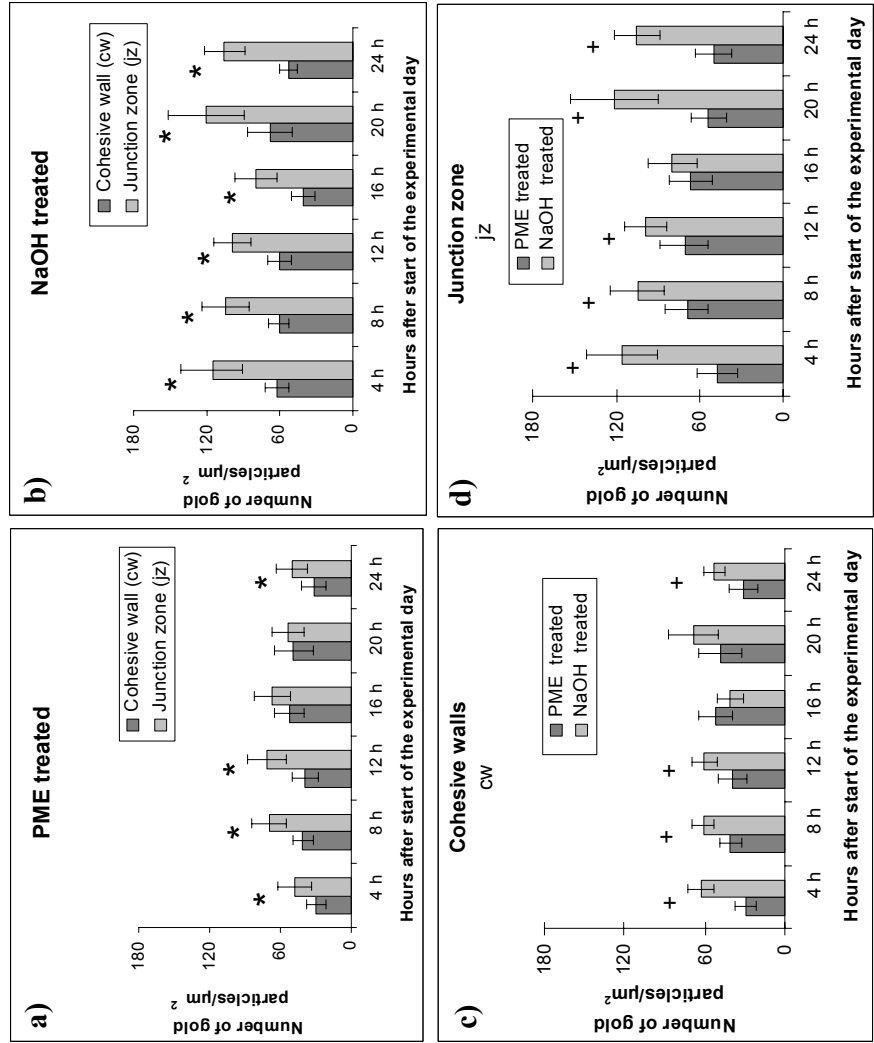 a)
PME treated
Cohesive wall (cw)
Junction zone (jz)
Number of gold
particles/µm²
180
120
60
0
* * * *
4 h 8 h 12 h 16 h 20 h 24 h
Hours after start of the experimental day
b)
NaOH treated
Cohesive wall (cw)
Junction zone (jz)
Number of gold
particles/µm²
180
120
60
0
* * * * * *
4 h 8 h 12 h 16 h 20 h 24 h
Hours after start of the experimental day
c)
Cohesive walls
cw
PME treated
NaOH treated
Number of gold
particles/µm²
180
120
60
0
+ + + +
4 h 8 h 12 h 16 h 20 h 24 h
Hours after start of the experimental day
d)
Junction zone
jz
PME treated
NaOH treated
Number of gold
particles/µm²
180
120
60
0
+ + + + +
4 h 8 h 12 h 16 h 20 h 24 h
Hours after start of the experimental day